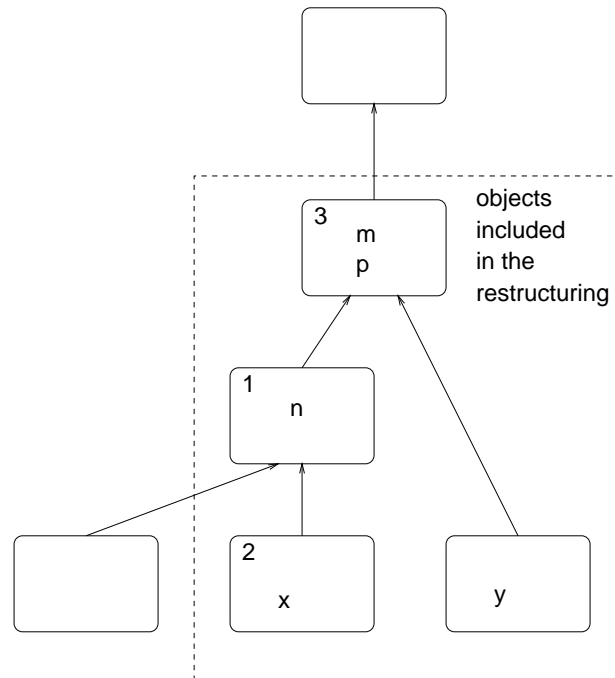 objects
included
in the
restructuring
3
m
p
1
n
2
x
y